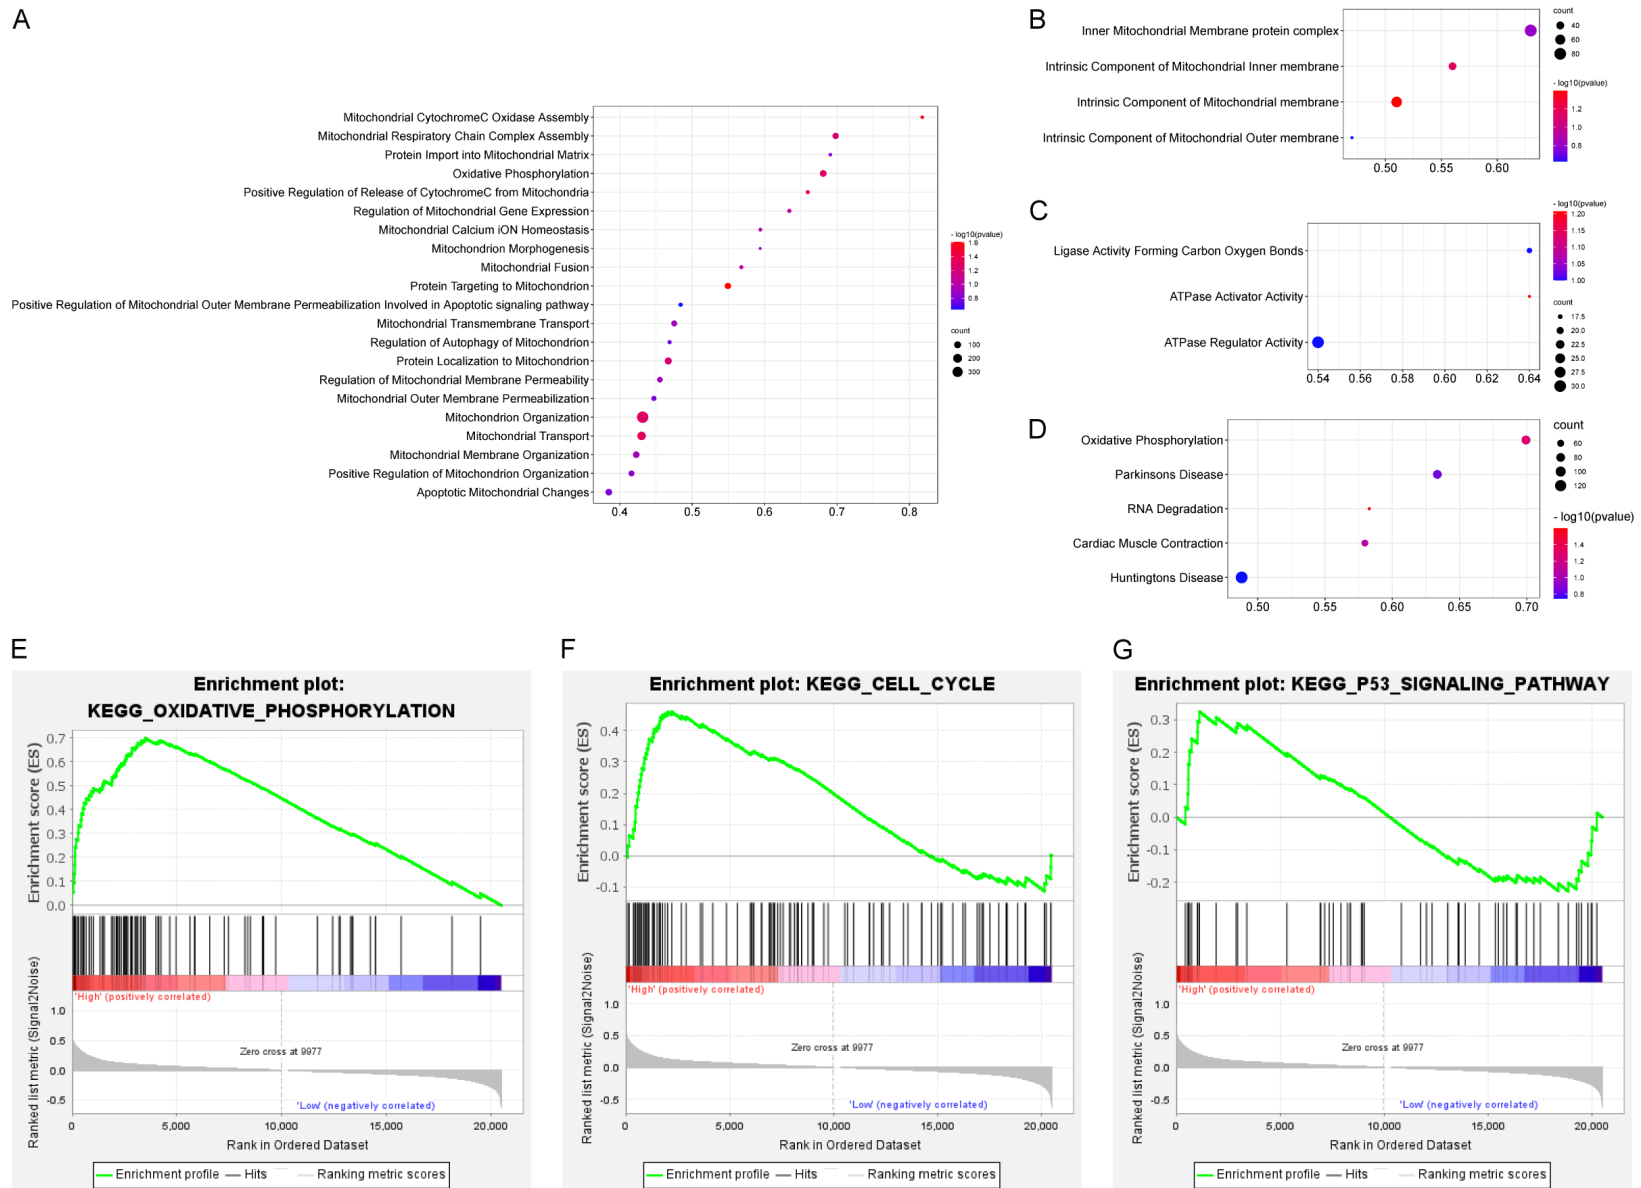 A
Mitochondrial CytochromeC Oxidase Assembly
Mitochondrial Respiratory Chain Complex Assembly
Protein Import into Mitochondrial Matrix
Oxidative Phosphorylation
Positive Regulation of Release of CytochromeC from Mitochondria
Regulation of Mitochondrial Gene Expression
Mitochondrial Calcium iON Homeostasis
Mitochondrion Morphogenesis
Mitochondrial Fusion
Protein Targeting to Mitochondrion
Positive Regulation of Mitochondrial Outer Membrane Permeabilization Involved in Apoptotic signaling pathway
Mitochondrial Transmembrane Transport
Regulation of Autophagy of Mitochondrion
Protein Localization to Mitochondrion
Regulation of Mitochondrial Membrane Permeability
Mitochondrial Outer Membrane Permeabilization
Mitochondrion Organization
Mitochondrial Transport
Mitochondrial Membrane Organization
Positive Regulation of Mitochondrion Organization
Apoptotic Mitochondrial Changes
0.4 0.5 0.6 0.7 0.8
- log10(pvalue)
1.6
1.4
1.2
1.0
0.8
count
100
200
300
B
Inner Mitochondrial Membrane protein complex
Intrinsic Component of Mitochondrial Inner membrane
Intrinsic Component of Mitochondrial membrane
Intrinsic Component of Mitochondrial Outer membrane
0.50 0.55 0.60
count
40
60
80
- log10(pvalue)
1.2
1.0
0.8
C
Ligase Activity Forming Carbon Oxygen Bonds
ATPase Activator Activity
ATPase Regulator Activity
0.54 0.56 0.58 0.60 0.62 0.64
- log10(pvalue)
1.20
1.15
1.10
1.05
1.00
count
17.5
20.0
22.5
25.0
27.5
30.0
D
Oxidative Phosphorylation
Parkinsons Disease
RNA Degradation
Cardiac Muscle Contraction
Huntingtons Disease
0.50 0.55 0.60 0.65 0.70
count
60
80
100
120
- log10(pvalue)
1.4
1.2
1.0
0.8
E
Enrichment plot:
KEGG_OXIDATIVE_PHOSPHORYLATION
Enrichment score (ES)
0.7
0.6
0.5
0.4
0.3
0.2
0.1
0.0
'High' (positively correlated)
Ranked list metric (Signal2Noise)
1.0
0.5
0.0
-0.5
Zero cross at 9977
'Low' (negatively correlated)
0 5,000 10,000 15,000 20,000
Rank in Ordered Dataset
Enrichment profile Hits Ranking metric scores
F
Enrichment plot: KEGG_CELL_CYCLE
Enrichment score (ES)
0.4
0.3
0.2
0.1
0.0
-0.1
'High' (positively correlated)
Ranked list metric (Signal2Noise)
1.0
0.5
0.0
-0.5
Zero cross at 9977
'Low' (negatively correlated)
0 5,000 10,000 15,000 20,000
Rank in Ordered Dataset
Enrichment profile Hits Ranking metric scores
G
Enrichment plot: KEGG_P53_SIGNALING_PATHWAY
Enrichment score (ES)
0.3
0.2
0.1
0.0
-0.1
-0.2
'High' (positively correlated)
Ranked list metric (Signal2Noise)
1.0
0.5
0.0
-0.5
Zero cross at 9977
'Low' (negatively correlated)
0 5,000 10,000 15,000 20,000
Rank in Ordered Dataset
Enrichment profile Hits Ranking metric scores